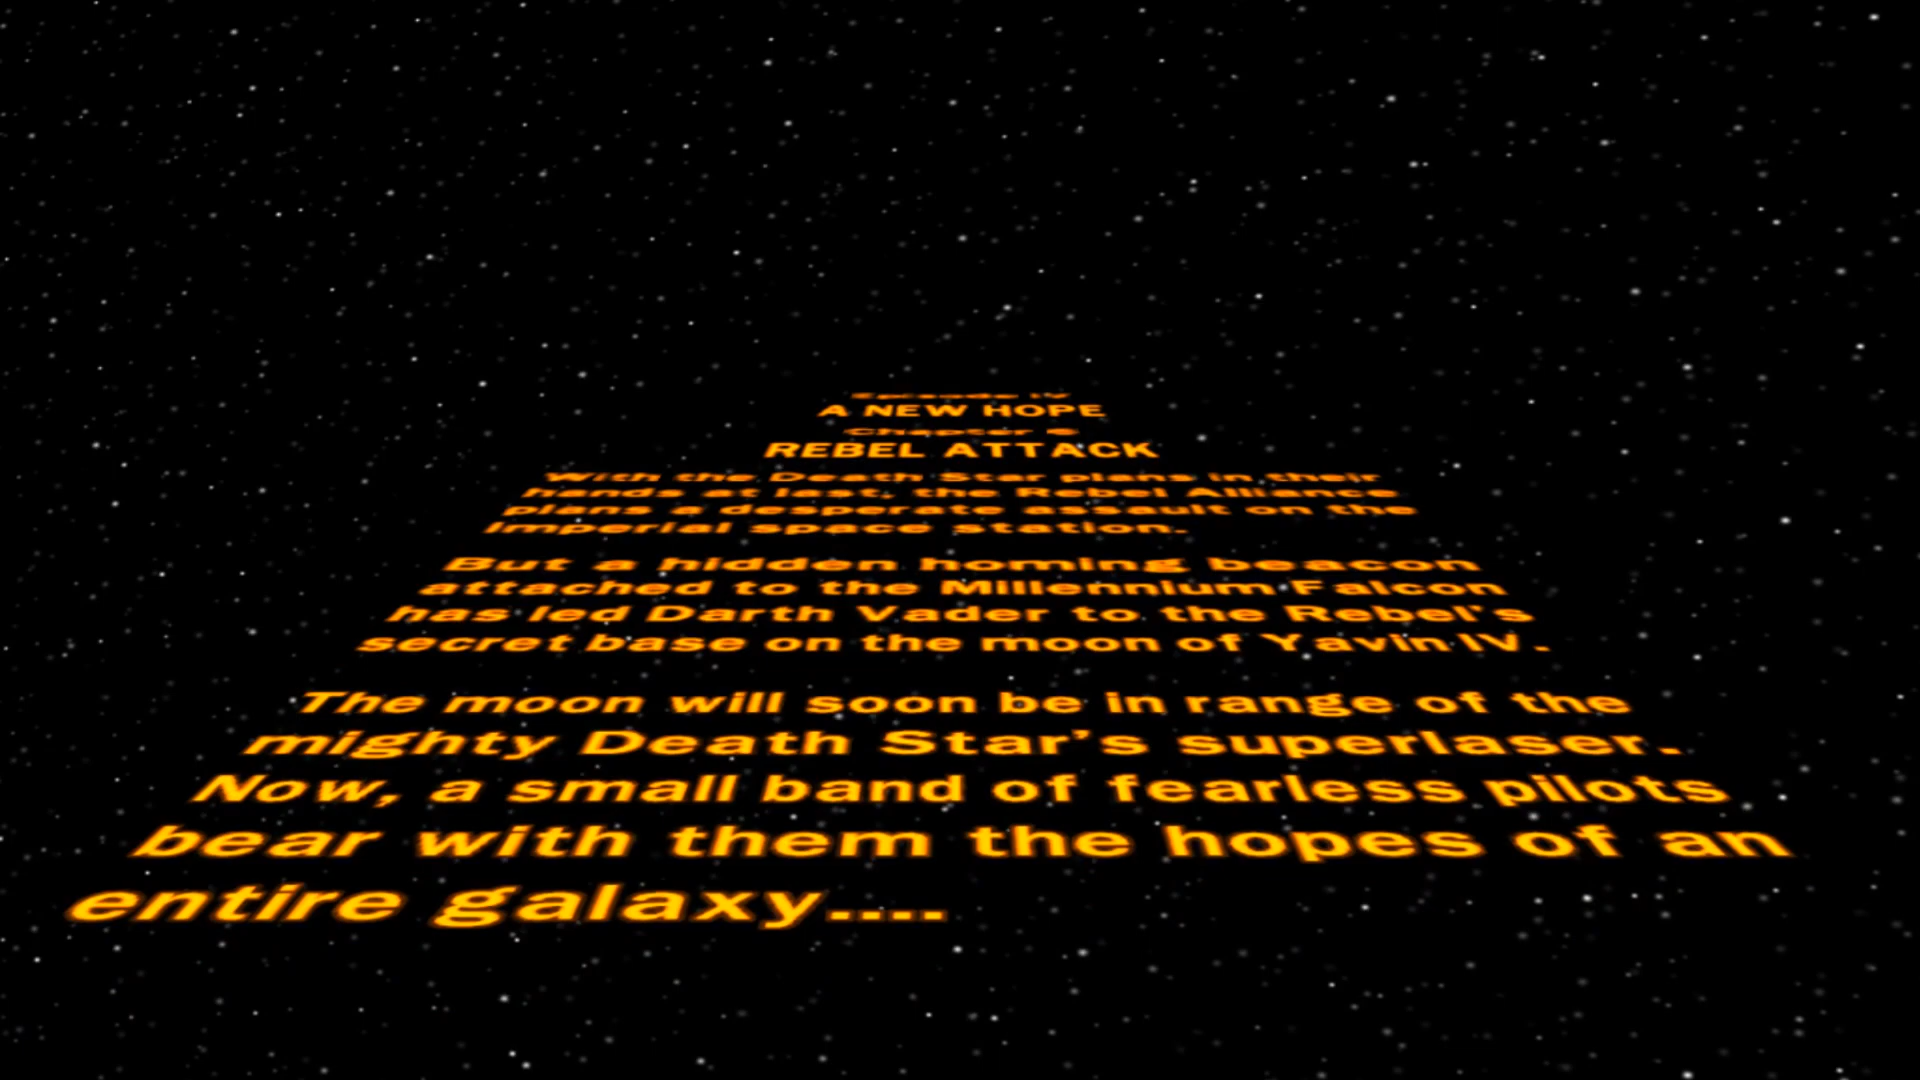 Episode IV
A NEW HOPE
Chapter
REBEL ATTACK
With the Death Star plans in their
hands at last, the Rebel Alliance
plans a desperate assault on the
Imperial space station.
But a hidden homing beacon
attached to the Millennium Falcon
has led Darth Vader to the Rebel's
secret base on the moon of Yavin IV.
The moon will soon be in range of the
mighty Death Star's superlaser.
Now, a small band of fearless pilots
bear with them the hopes of an
entire galaxy....